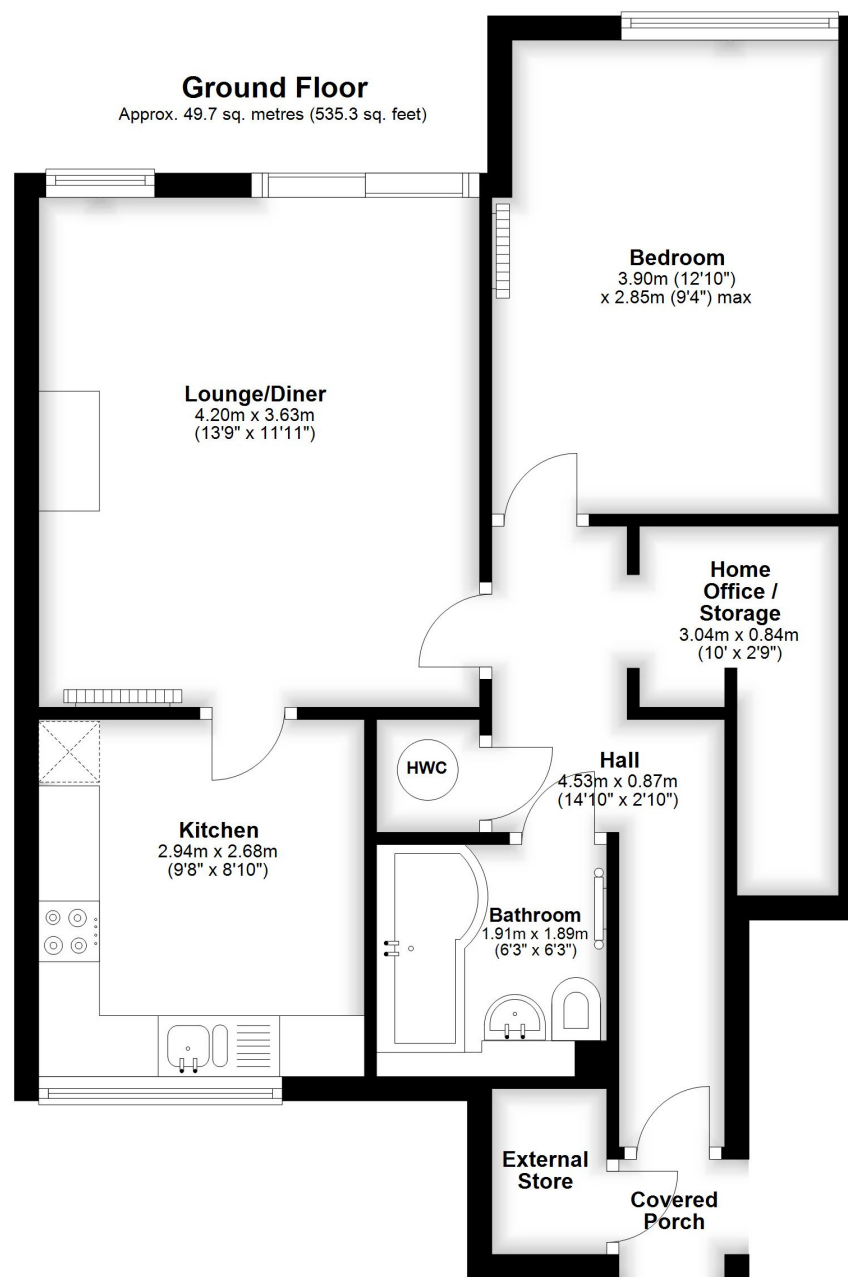 Ground Floor
Approx. 49.7 sq. metres (535.3 sq. feet)
Bedroom
3.90m (12'10")
x 2.85m (9'4") max
Lounge/Diner
4.20m x 3.63m
(13'9" x 11'11")
Home
Office /
Storage
3.04m x 0.84m
(10' x 2'9")
HWC
Hall
4.53m x 0.87m
(14'10" x 2'10")
Kitchen
2.94m x 2.68m
(9'8" x 8'10")
Bathroom
1.91m x 1.89m
(6'3" x 6'3")
External
Store
Covered
Porch